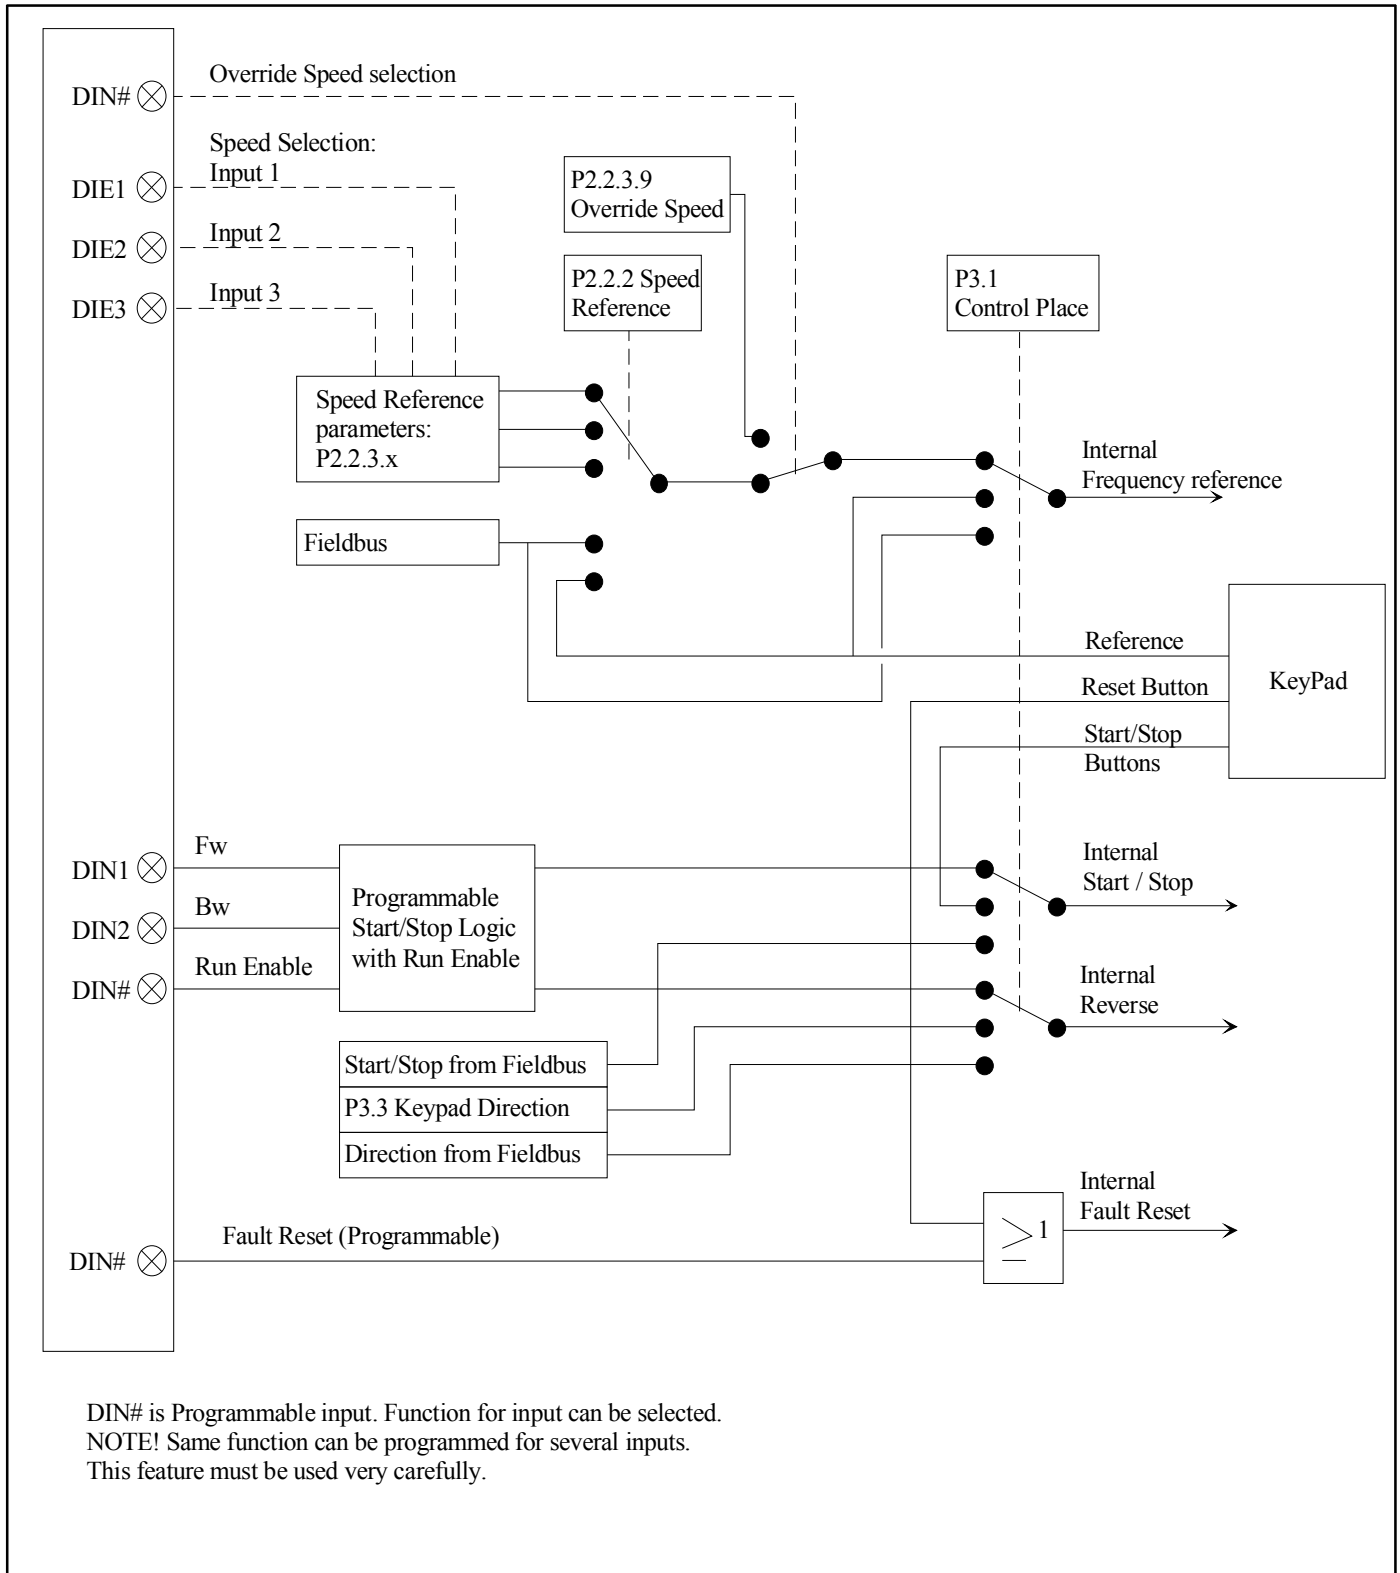 DIN#
Override Speed selection
Speed Selection:
DIE1
Input 1
DIE2
Input 2
DIE3
Input 3
P2.2.3.9
Override Speed
P2.2.2 Speed
Reference
P3.1
Control Place
Speed Reference
parameters:
P2.2.3.x
Fieldbus
Internal
Frequency reference
Reference
Reset Button
Start/Stop
Buttons
KeyPad
DIN1
Fw
DIN2
Bw
DIN#
Run Enable
Programmable
Start/Stop Logic
with Run Enable
Internal
Start / Stop
Internal
Reverse
Start/Stop from Fieldbus
P3.3 Keypad Direction
Direction from Fieldbus
DIN#
Fault Reset (Programmable)
≥1
Internal
Fault Reset
DIN# is Programmable input. Function for input can be selected.
NOTE! Same function can be programmed for several inputs.
This feature must be used very carefully.